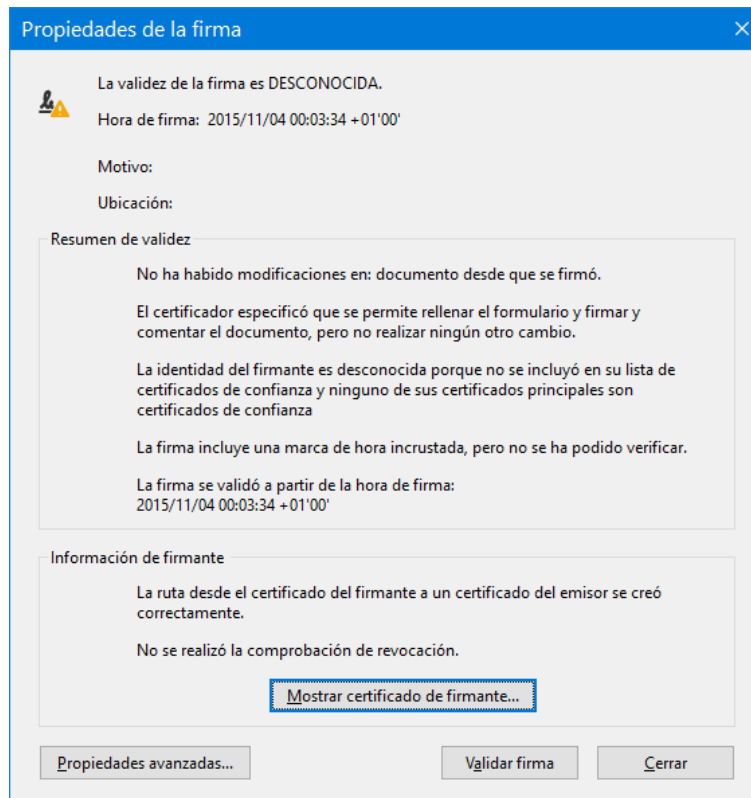 Propiedades de la firma
La validez de la firma es DESCONOCIDA.
Hora de firma: 2015/11/04 00:03:34 +01'00'
Motivo:
Ubicación:
Resumen de validez
No ha habido modificaciones en: documento desde que se firmó.
El certificador especificó que se permite rellenar el formulario y firmar y
comentar el documento, pero no realizar ningún otro cambio.
La identidad del firmante es desconocida porque no se incluyó en su lista de
certificados de confianza y ninguno de sus certificados principales son
certificados de confianza
La firma incluye una marca de hora incrustada, pero no se ha podido verificar.
La firma se validó a partir de la hora de firma:
2015/11/04 00:03:34 +01'00'
Información de firmante
La ruta desde el certificado del firmante a un certificado del emisor se creó
correctamente.
No se realizó la comprobación de revocación.
Mostrar certificado de firmante...
Propiedades avanzadas...
Validar firma
Cerrar